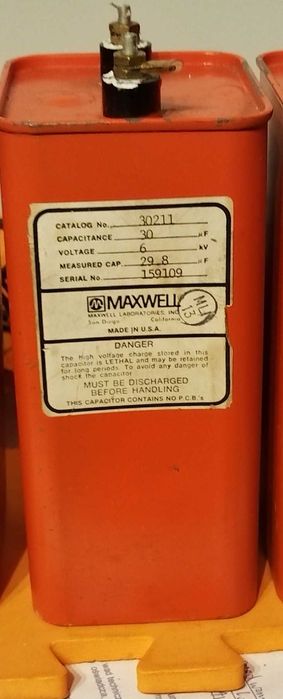 CATALOG No. 30211
CAPACITANCE 30 µF
VOLTAGE 6 kV
MEASURED CAP. 29.8 µF
SERIAL No. 159109
MAXWELL
MAXWELL LABORATORIES, INC.
San Diego California
MADE IN U.S.A.
MLI
13
DANGER
The High voltage charge stored in this
capacitor is LETHAL and may be retained
for long periods. To avoid any danger of
shock the capacitor
MUST BE DISCHARGED
BEFORE HANDLING
THIS CAPACITOR CONTAINS NO P.C.B.'s